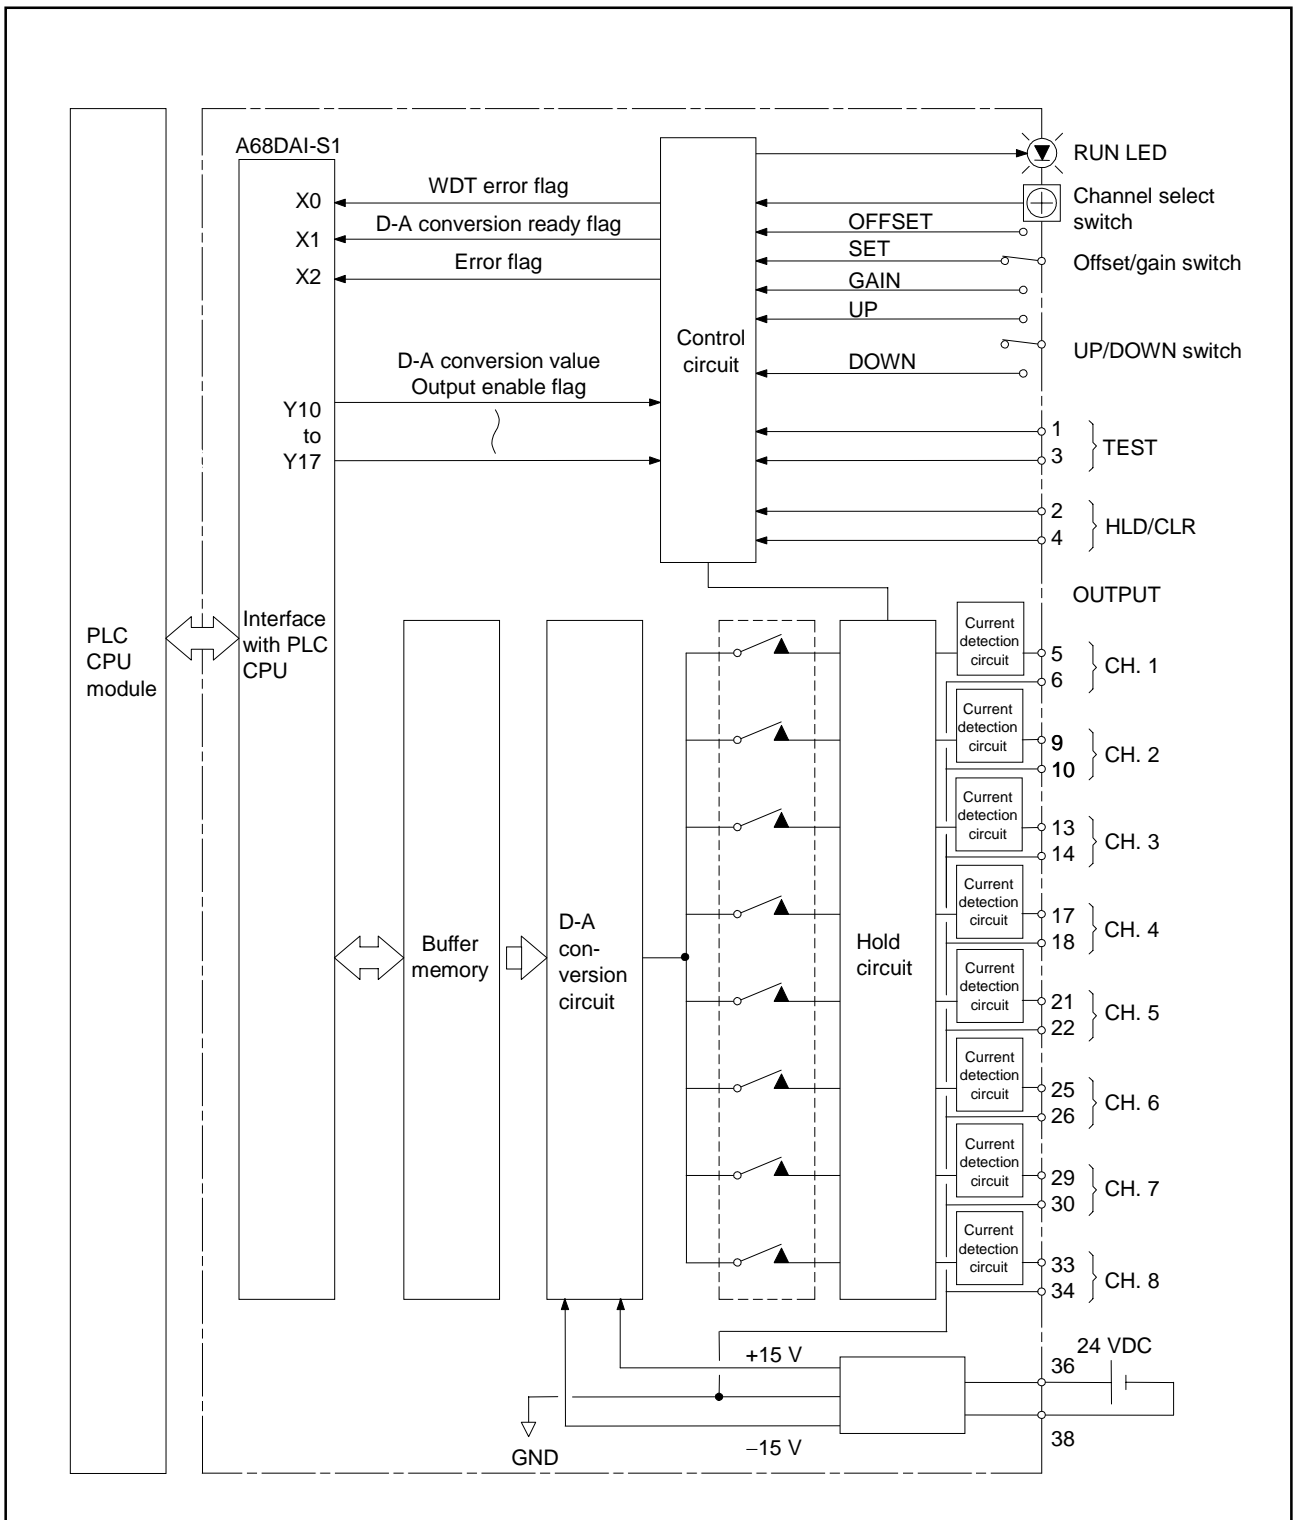 A68DAI-S1
RUN LED
X0
WDT error flag
Channel select
switch
X1
D-A conversion ready flag
OFFSET
X2
Error flag
SET
Offset/gain switch
GAIN
UP
Control
circuit
UP/DOWN switch
DOWN
D-A conversion value
Output enable flag
Y10
to
Y17
1
3
TEST
2
4
HLD/CLR
OUTPUT
PLC
CPU
module
Interface
with PLC
CPU
Current
detection
circuit
5
6
CH. 1
Current
detection
circuit
9
10
CH. 2
Current
detection
circuit
13
14
CH. 3
Current
detection
circuit
17
18
CH. 4
Buffer
memory
D-A
con-
version
circuit
Hold
circuit
Current
detection
circuit
21
22
CH. 5
Current
detection
circuit
25
26
CH. 6
Current
detection
circuit
29
30
CH. 7
Current
detection
circuit
33
34
CH. 8
+15 V
24 VDC
36
GND
–15 V
38